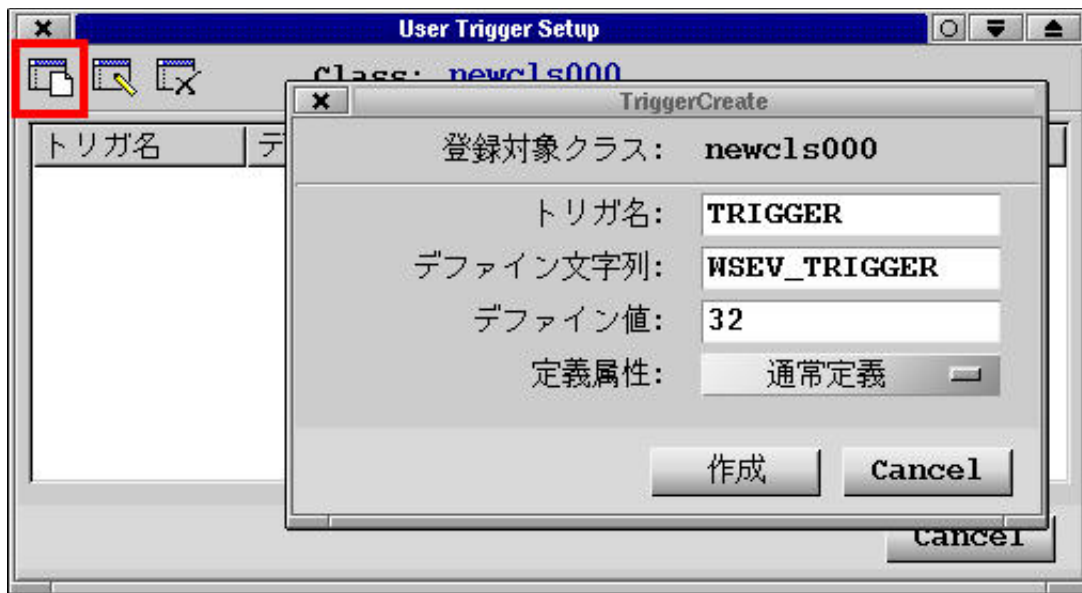 User Trigger Setup
Class: newcls000
トリガ名
デ
TriggerCreate
登録対象クラス: newcls000
トリガ名: TRIGGER
デファイン文字列: WSEV_TRIGGER
デファイン値: 32
定義属性: 通常定義
作成 Cancel
Cancel